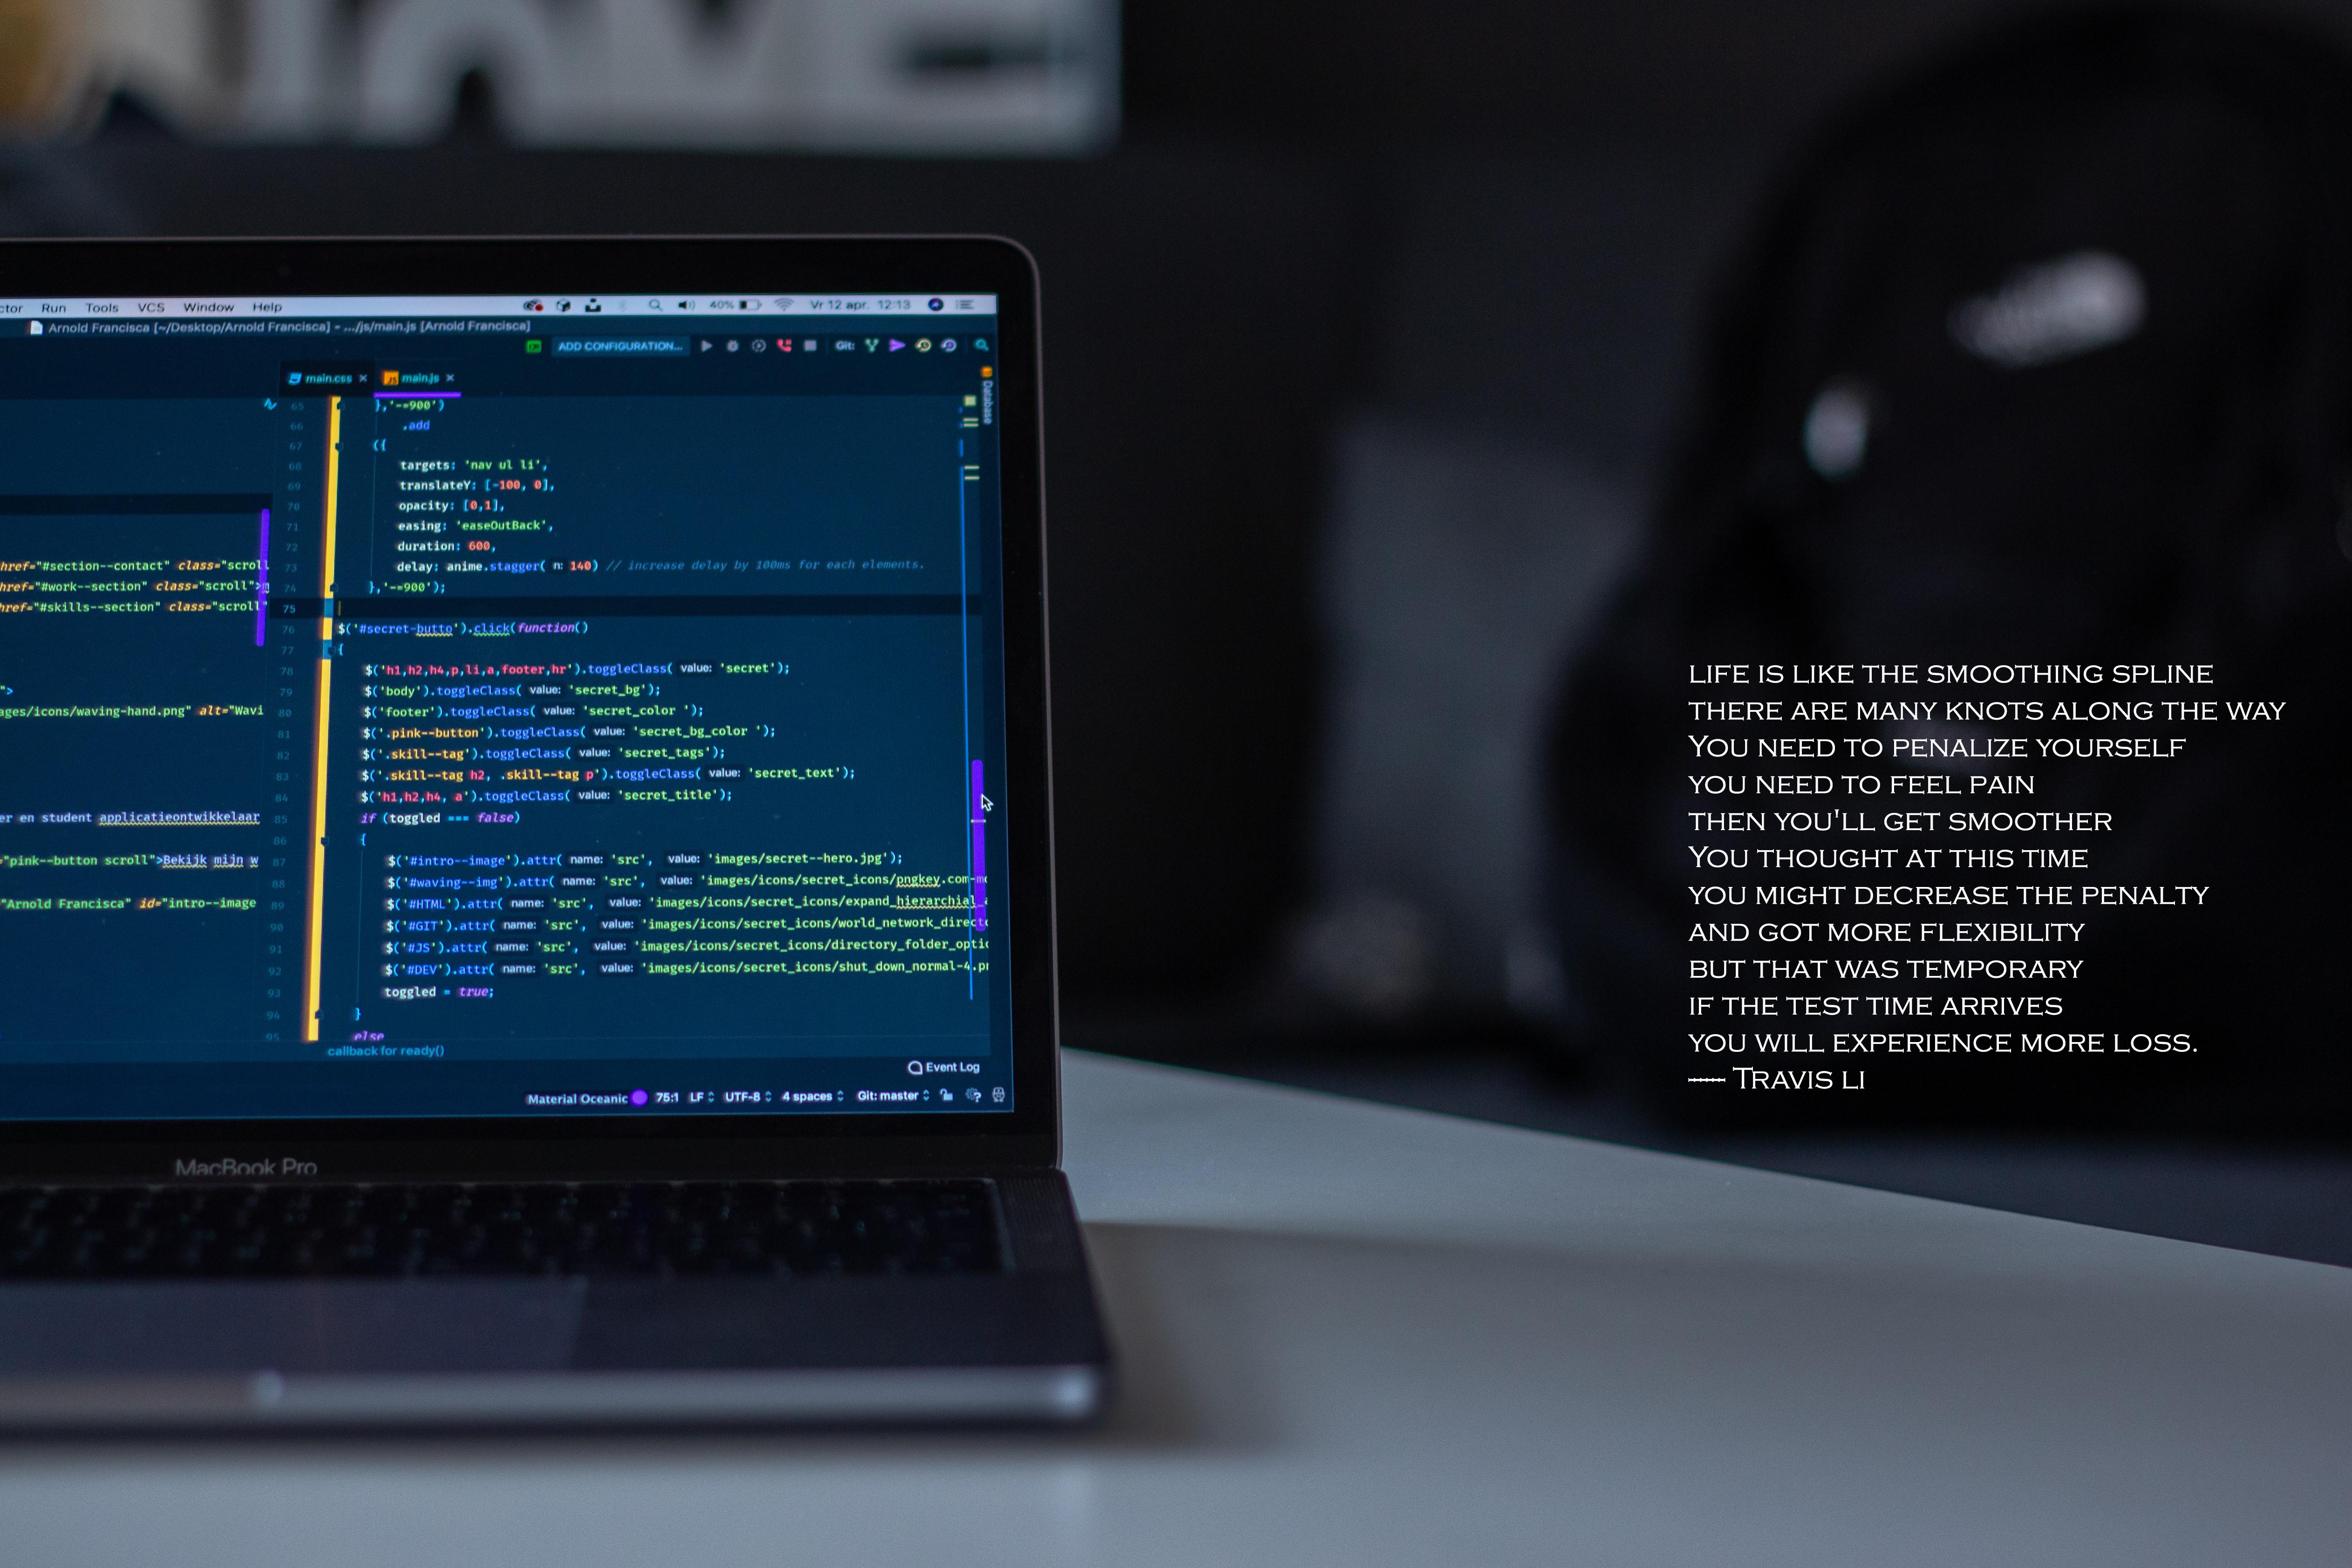 ctor Run Tools VCS Window Help 40% Vr 12 apr. 12:13
Arnold Francisca [~/Desktop/Arnold Francisca] - .../js/main.js [Arnold Francisca]
ADD CONFIGURATION... Git:
main.css × main.js ×
Database
65 },'-=900')
66 .add
67 ({
68 targets: 'nav ul li',
69 translateY: [-100, 0],
70 opacity: [0,1],
71 easing: 'easeOutBack',
72 duration: 600,
73 delay: anime.stagger( n: 140) // increase delay by 100ms for each elements.
74 },'-=900');
75
76 $('#secret-butto').click(function()
77 {
78 $('h1,h2,h4,p,li,a,footer,hr').toggleClass( value: 'secret');
79 $('body').toggleClass( value: 'secret_bg');
80 $('footer').toggleClass( value: 'secret_color ');
81 $('.pink--button').toggleClass( value: 'secret_bg_color ');
82 $('.skill--tag').toggleClass( value: 'secret_tags');
83 $('.skill--tag h2, .skill--tag p').toggleClass( value: 'secret_text');
84 $('h1,h2,h4, a').toggleClass( value: 'secret_title');
85 if (toggled === false)
86 {
87 $('#intro--image').attr( name: 'src', value: 'images/secret--hero.jpg');
88 $('#waving--img').attr( name: 'src', value: 'images/icons/secret_icons/pngkey.com-mo
89 $('#HTML').attr( name: 'src', value: 'images/icons/secret_icons/expand_hierarchial_a
90 $('#GIT').attr( name: 'src', value: 'images/icons/secret_icons/world_network_directo
91 $('#JS').attr( name: 'src', value: 'images/icons/secret_icons/directory_folder_optio
92 $('#DEV').attr( name: 'src', value: 'images/icons/secret_icons/shut_down_normal-4.pn
93 toggled = true;
94 }
95 else
callback for ready()
href="#section--contact" class="scroll
href="#work--section" class="scroll">m
href="#skills--section" class="scroll"
">
ages/icons/waving-hand.png" alt="Wavi
er en student applicatieontwikkelaar
="pink--button scroll">Bekijk mijn w
"Arnold Francisca" id="intro--image
Event Log
Material Oceanic 75:1 LF UTF-8 4 spaces Git: master
MacBook Pro
LIFE IS LIKE THE SMOOTHING SPLINE
THERE ARE MANY KNOTS ALONG THE WAY
YOU NEED TO PENALIZE YOURSELF
YOU NEED TO FEEL PAIN
THEN YOU'LL GET SMOOTHER
YOU THOUGHT AT THIS TIME
YOU MIGHT DECREASE THE PENALTY
AND GOT MORE FLEXIBILITY
BUT THAT WAS TEMPORARY
IF THE TEST TIME ARRIVES
YOU WILL EXPERIENCE MORE LOSS.
—— TRAVIS LI